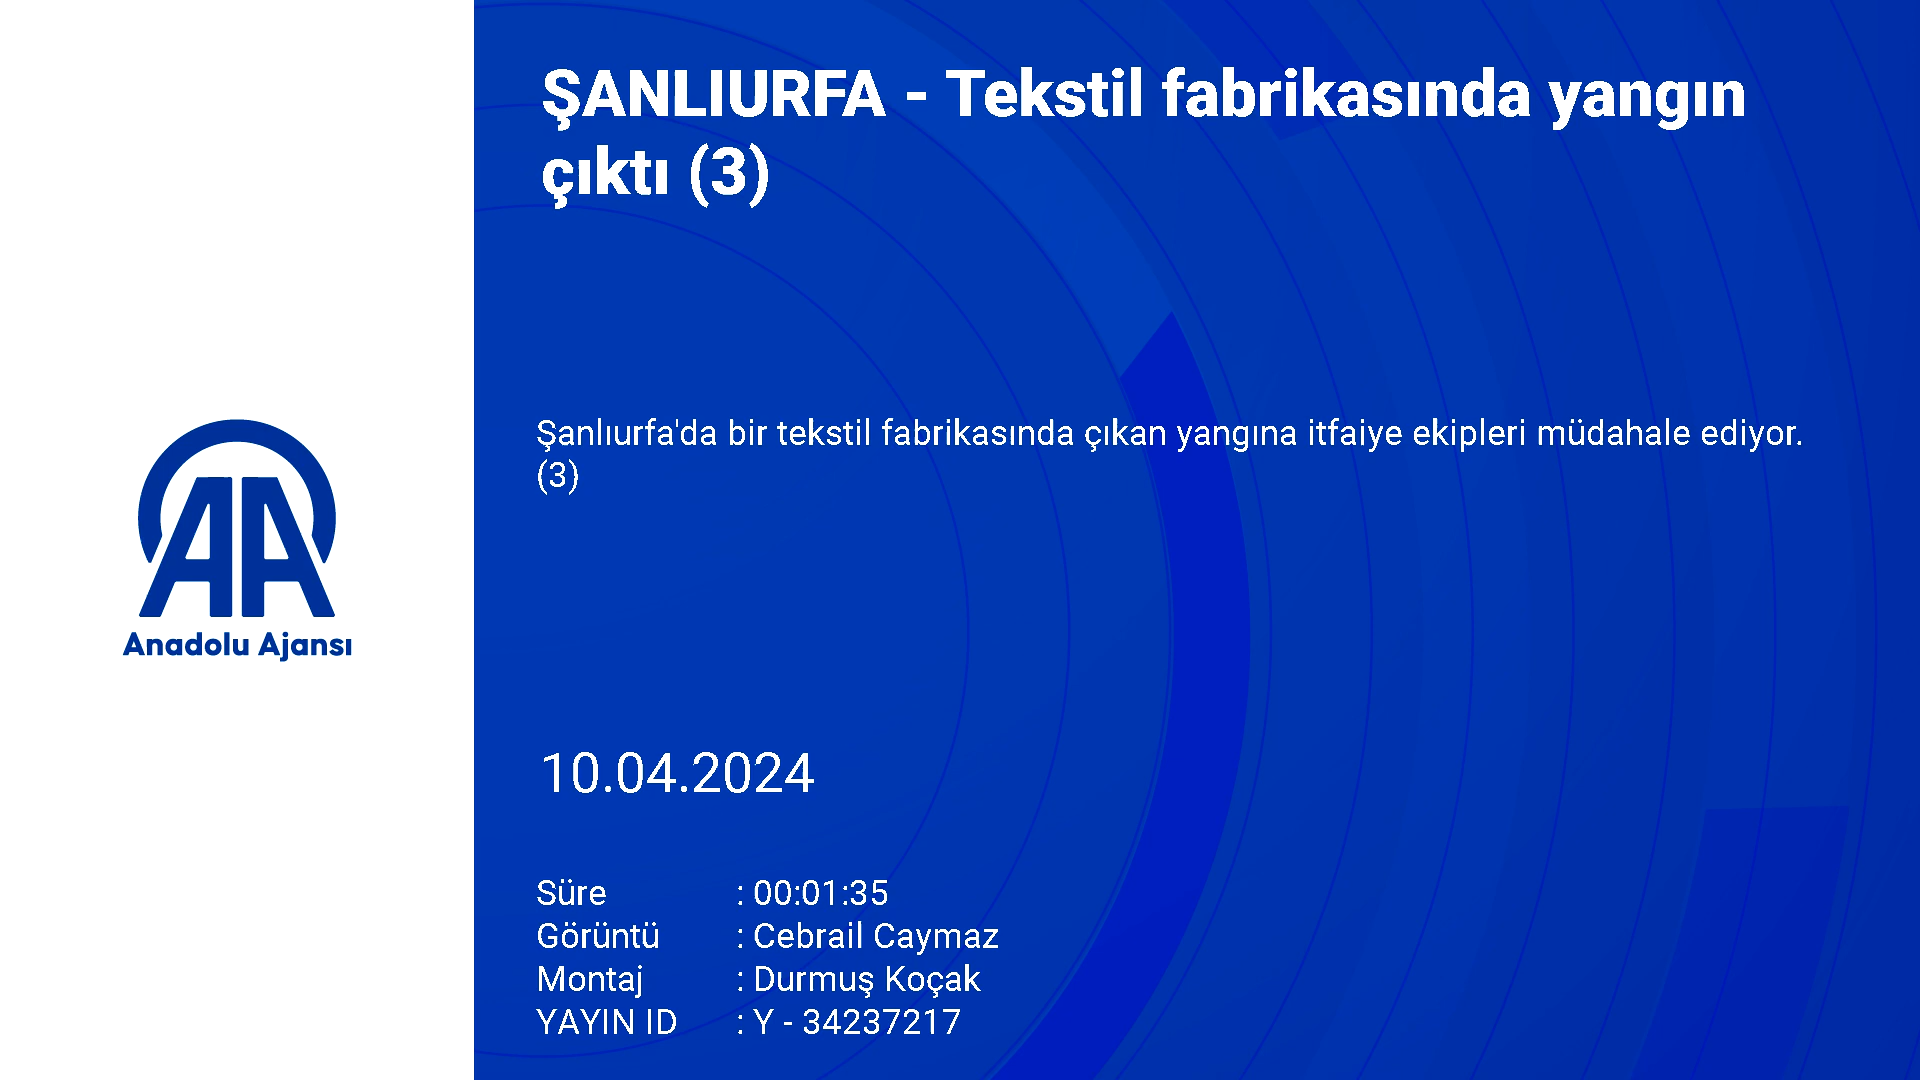 ŞANLIURFA - Tekstil fabrikasında yangın
çıktı (3)
Şanlıurfa'da bir tekstil fabrikasında çıkan yangına itfaiye ekipleri müdahale ediyor.
(3)
AA
Anadolu Ajansı
10.04.2024
Süre : 00:01:35
Görüntü : Cebrail Caymaz
Montaj : Durmuş Koçak
YAYIN ID : Y - 34237217